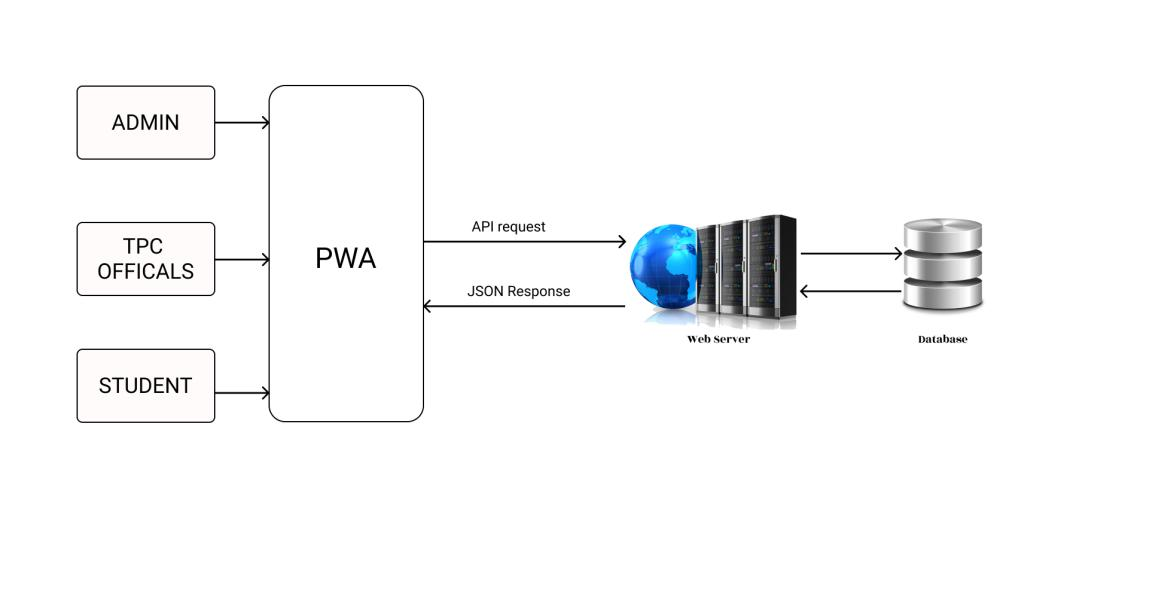 ADMIN
TPC
OFFICALS
STUDENT
PWA
API request
JSON Response
Web Server
Database